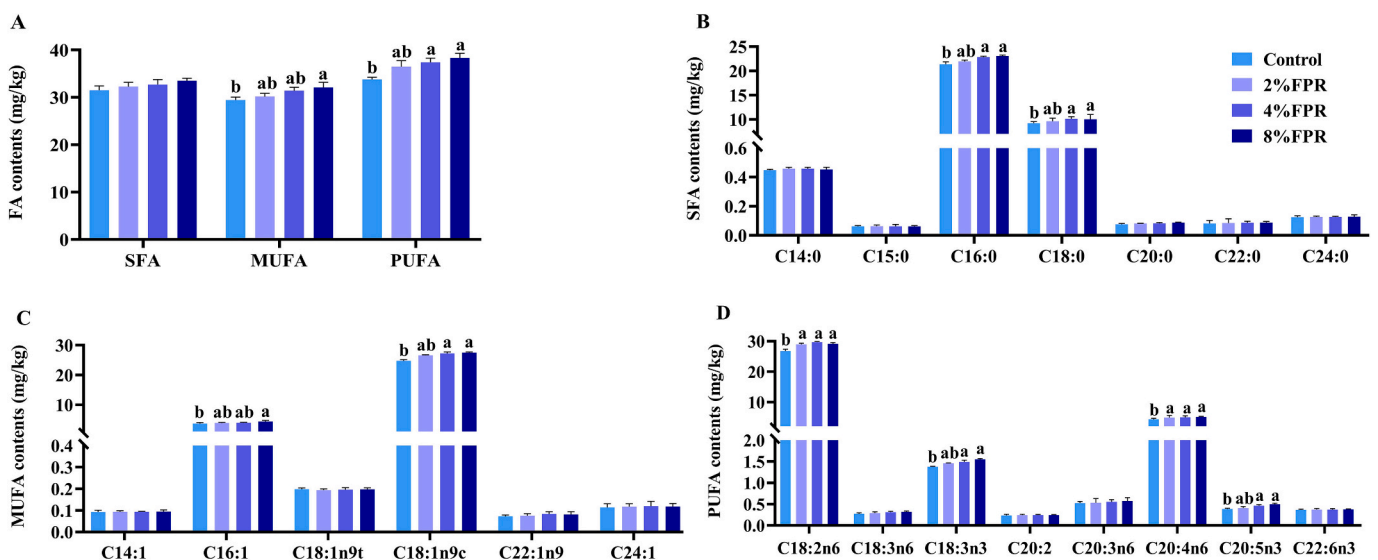 A
FA contents (mg/kg)
40
30
20
10
0
b ab ab a
b ab a a
SFA MUFA PUFA
B
SFA contents (mg/kg)
25
20
15
10
0.6
0.4
0.2
0.0
b ab a a
b ab a a
C14:0 C15:0 C16:0 C18:0 C20:0 C22:0 C24:0
Control
2%FPR
4%FPR
8%FPR
C
MUFA contents (mg/kg)
30
20
10
0.4
0.3
0.2
0.1
0.0
b ab ab a
b ab a a
C14:1 C16:1 C18:1n9t C18:1n9c C22:1n9 C24:1
D
PUFA contents (mg/kg)
30
20
10
2.0
1.5
1.0
0.5
0.0
b a a a
b ab a a
b a a a
b ab a a
C18:2n6 C18:3n6 C18:3n3 C20:2 C20:3n6 C20:4n6 C20:5n3 C22:6n3